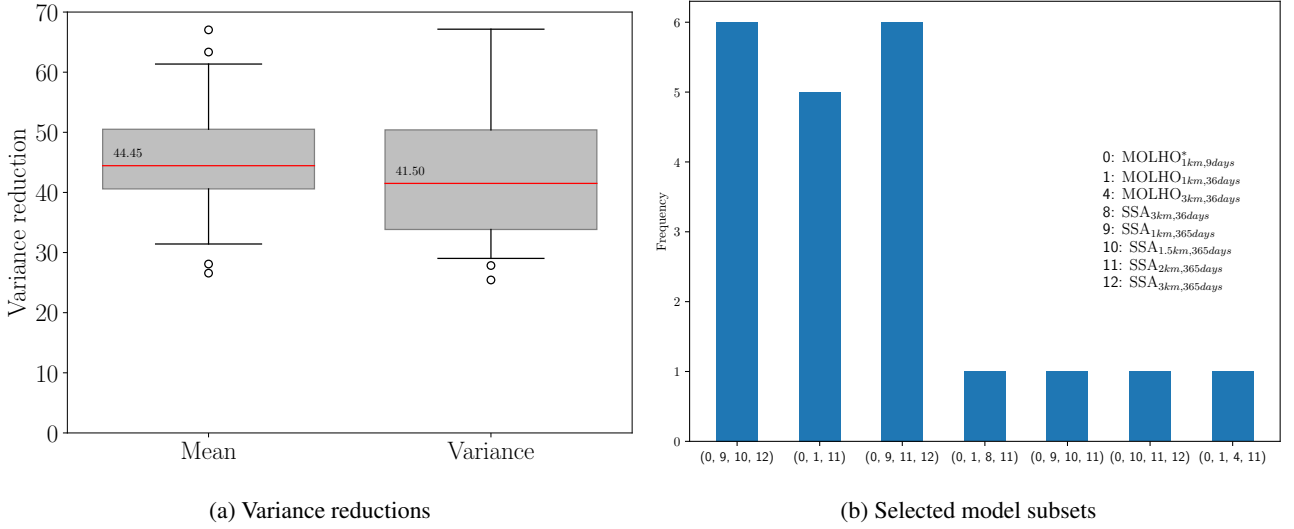 70
60
50
40
30
20
10
0
Variance reduction
44.45
41.50
Mean
Variance
(a) Variance reductions
6
5
4
3
2
1
0
Frequency
0: MOLHO*1km,9days
1: MOLHO1km,36days
4: MOLHO3km,36days
8: SSA3km,36days
9: SSA1km,365days
10: SSA1.5km,365days
11: SSA2km,365days
12: SSA3km,365days
(0, 9, 10, 12)
(0, 1, 11)
(0, 9, 11, 12)
(0, 1, 8, 11)
(0, 9, 10, 11)
(0, 10, 11, 12)
(0, 1, 4, 11)
(b) Selected model subsets